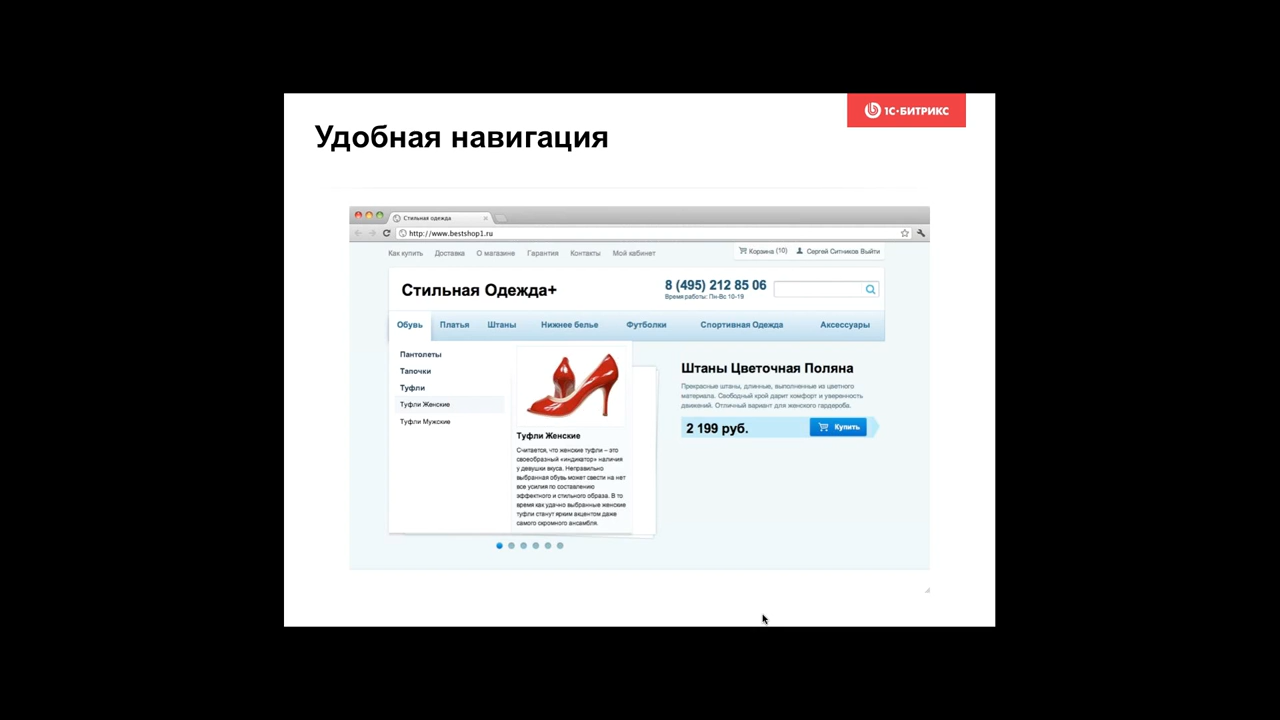 1С·БИТРИКС
Удобная навигация
Стильная одежда
http://www.bestshop1.ru
Как купить Доставка О магазине Гарантия Контакты Мой кабинет
Корзина (10) Сергей Ситников Выйти
Стильная Одежда+
8 (495) 212 85 06
Время работы: Пн-Вс 10-19
Обувь Платья Штаны Нижнее белье Футболки Спортивная Одежда Аксессуары
Пантолеты
Тапочки
Туфли
Туфли Женские
Туфли Мужские
Туфли Женские
Считается, что женские туфли – это
своеобразный «индикатор» наличия
у девушки вкуса. Неправильно
выбранная обувь может свести на нет
все усилия по составлению
эффектного и стильного образа. В то
время как удачно выбранные женские
туфли станут ярким акцентом даже
самого скромного ансамбля.
Штаны Цветочная Поляна
Прекрасные штаны, длинные, выполненные из цветного
материала. Свободный крой дарит комфорт и уверенность
движений. Отличный вариант для женского гардероба.
2 199 руб.
Купить